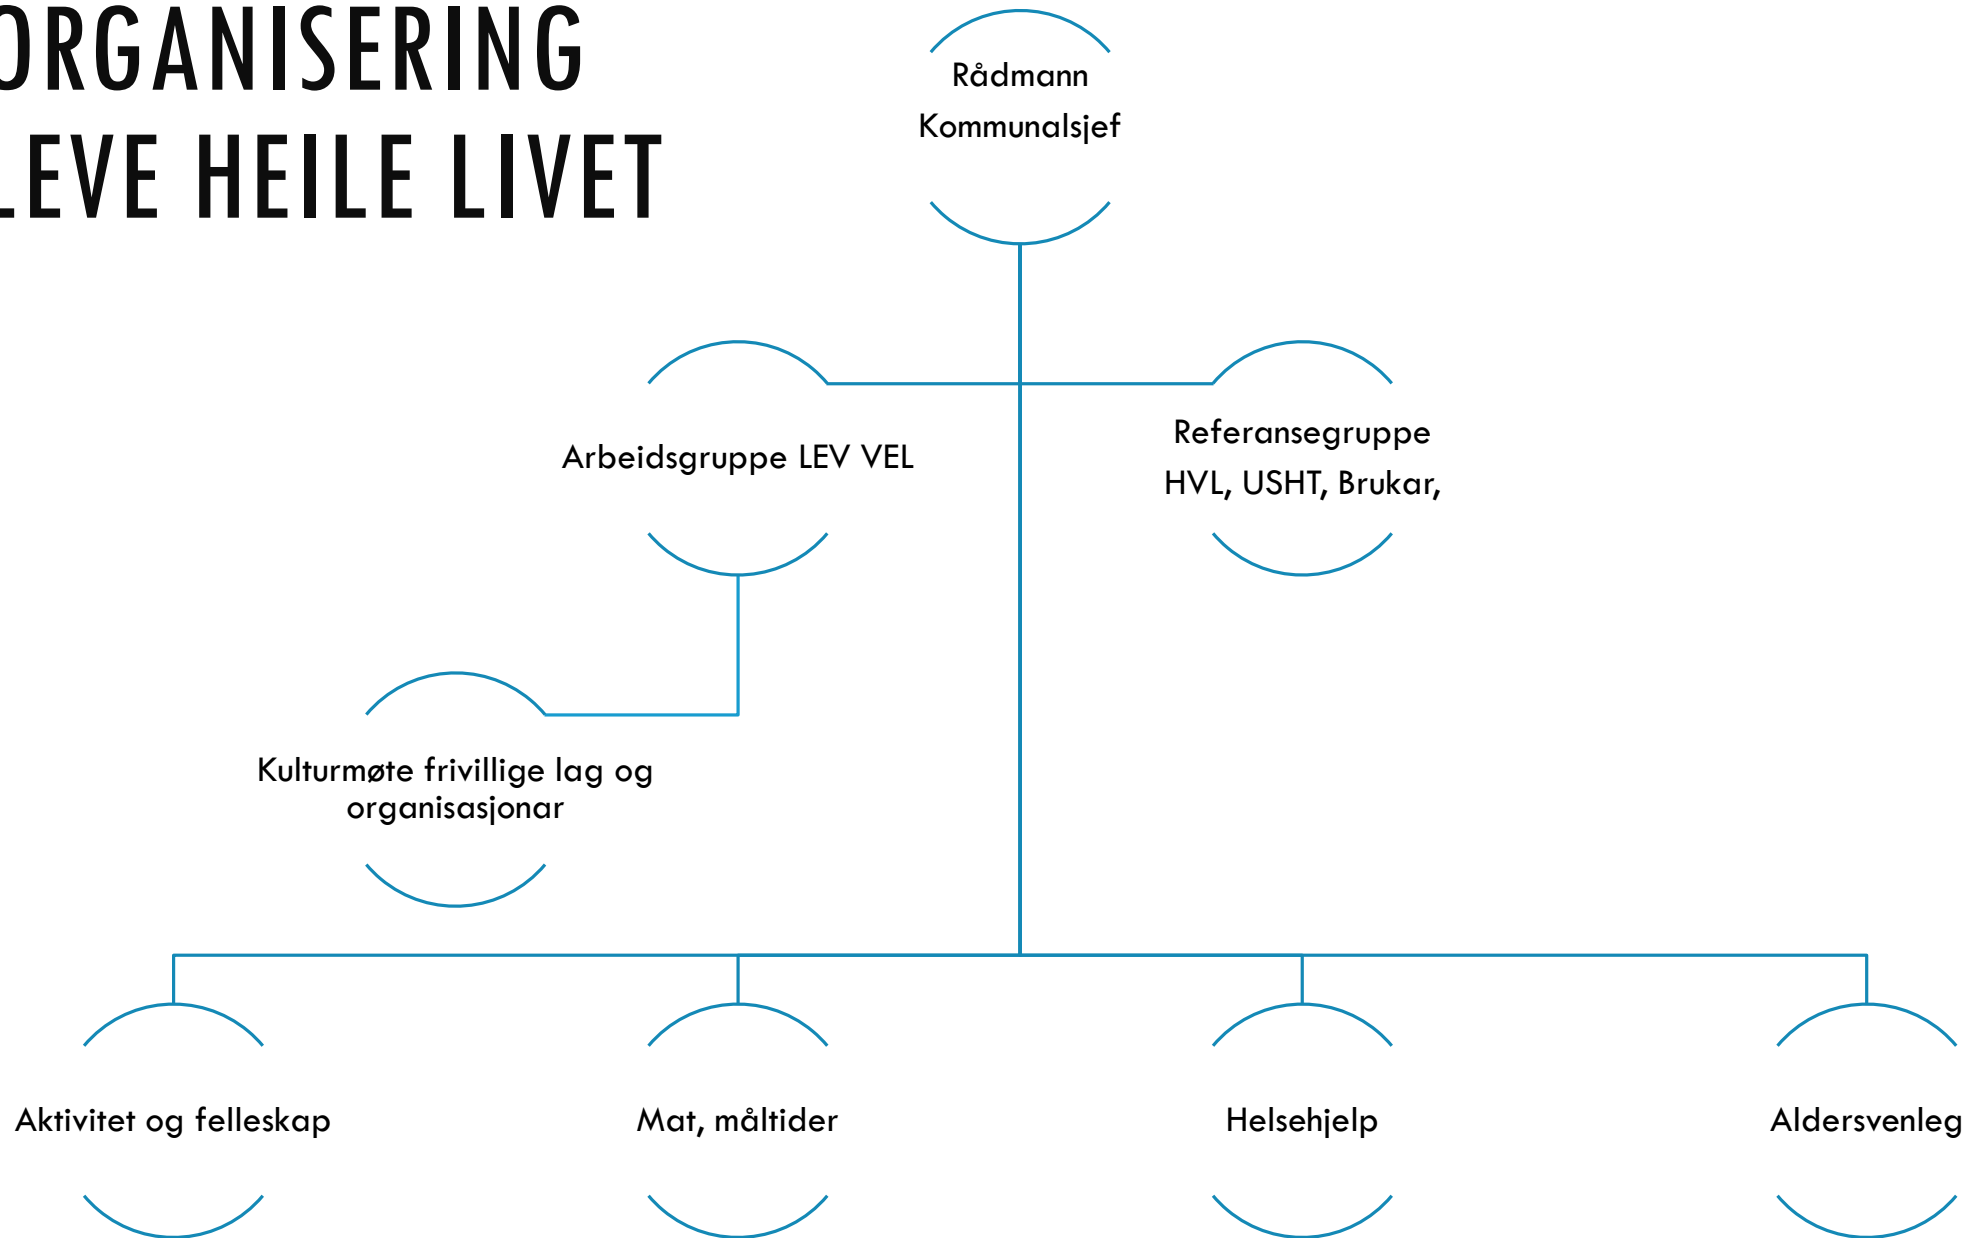 ORGANISERING
LEVE HEILE LIVET
Rådmann
Kommunalsjef
Arbeidsgruppe LEV VEL
Referansegruppe
HVL, USHT, Brukar,
Kulturmøte frivillige lag og
organisasjonar
Aktivitet og felleskap
Mat, måltider
Helsehjelp
Aldersvenleg